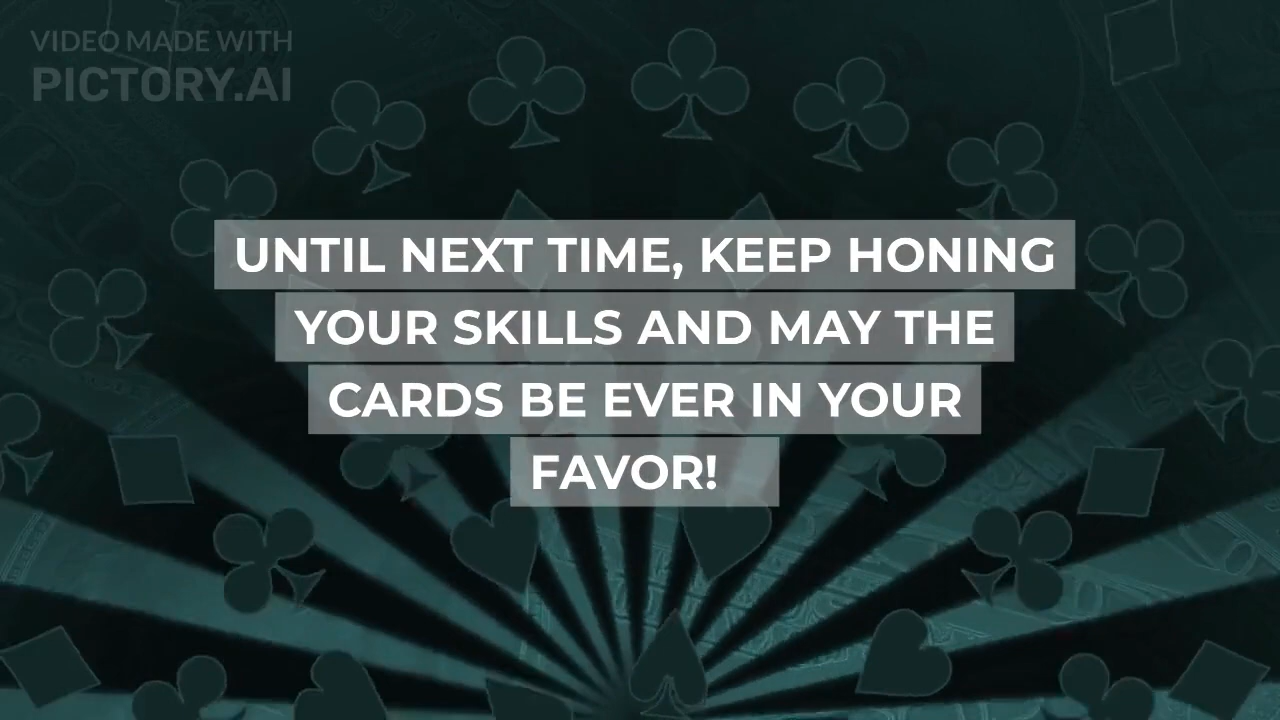 VIDEO MADE WITH
PICTORY.AI
UNTIL NEXT TIME, KEEP HONING
YOUR SKILLS AND MAY THE
CARDS BE EVER IN YOUR
FAVOR!